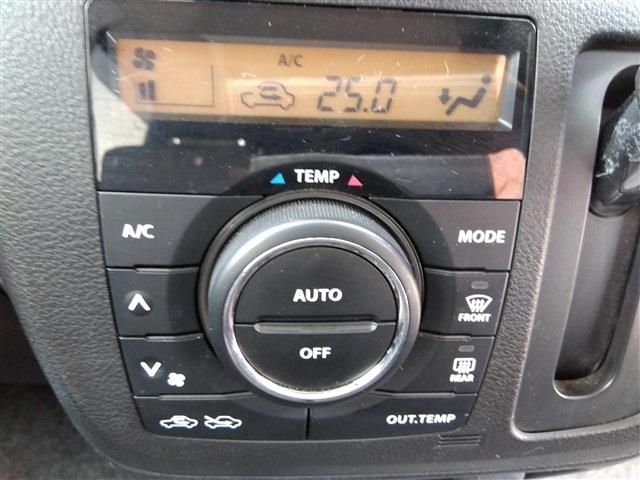 A/C
25.0
TEMP
A/C
MODE
AUTO
OFF
FRONT
REAR
OUT.TEMP